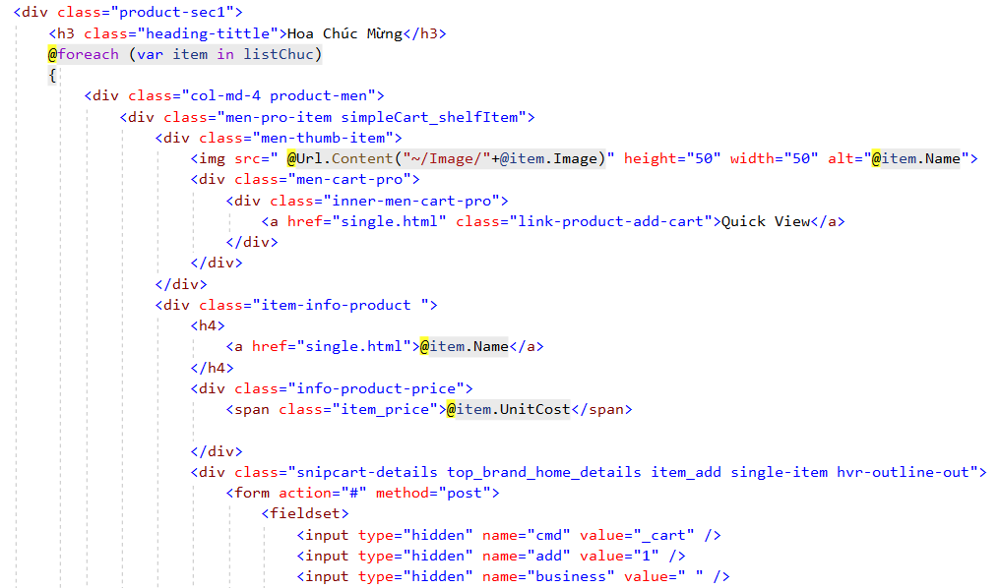 <div class="product-sec1">
<h3 class="heading-tittle">Hoa Chúc Mừng</h3>
@foreach (var item in listChuc)
{
<div class="col-md-4 product-men">
<div class="men-pro-item simpleCart_shelfItem">
<div class="men-thumb-item">
<img src=" @Url.Content("~/Image/"+@item.Image)" height="50" width="50" alt="@item.Name">
<div class="men-cart-pro">
<div class="inner-men-cart-pro">
<a href="single.html" class="link-product-add-cart">Quick View</a>
</div>
</div>
</div>
<div class="item-info-product ">
<h4>
<a href="single.html">@item.Name</a>
</h4>
<div class="info-product-price">
<span class="item_price">@item.UnitCost</span>
</div>
<div class="snipcart-details top_brand_home_details item_add single-item hvr-outline-out">
<form action="#" method="post">
<fieldset>
<input type="hidden" name="cmd" value="_cart" />
<input type="hidden" name="add" value="1" />
<input type="hidden" name="business" value=" " />